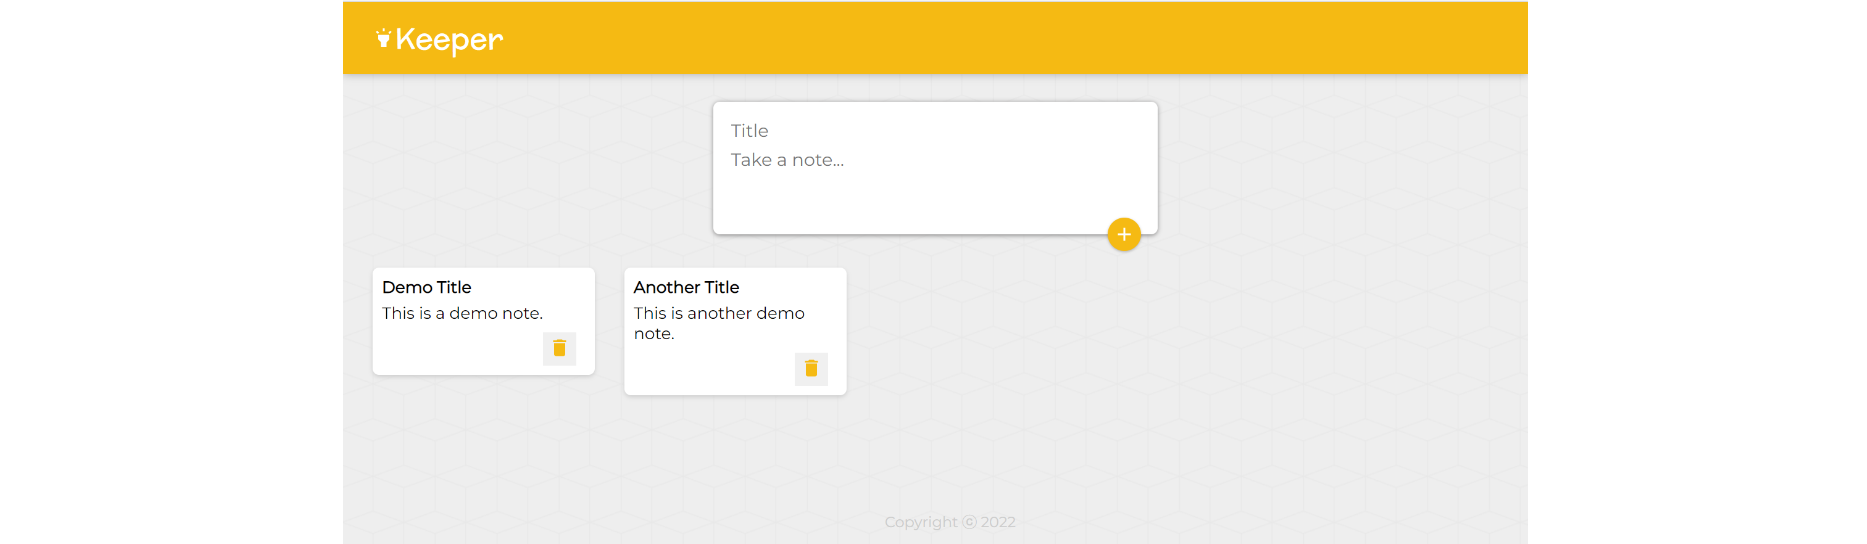 Keeper
Title
Take a note...
Demo Title
This is a demo note.
Another Title
This is another demo
note.
Copyright ⓒ 2022